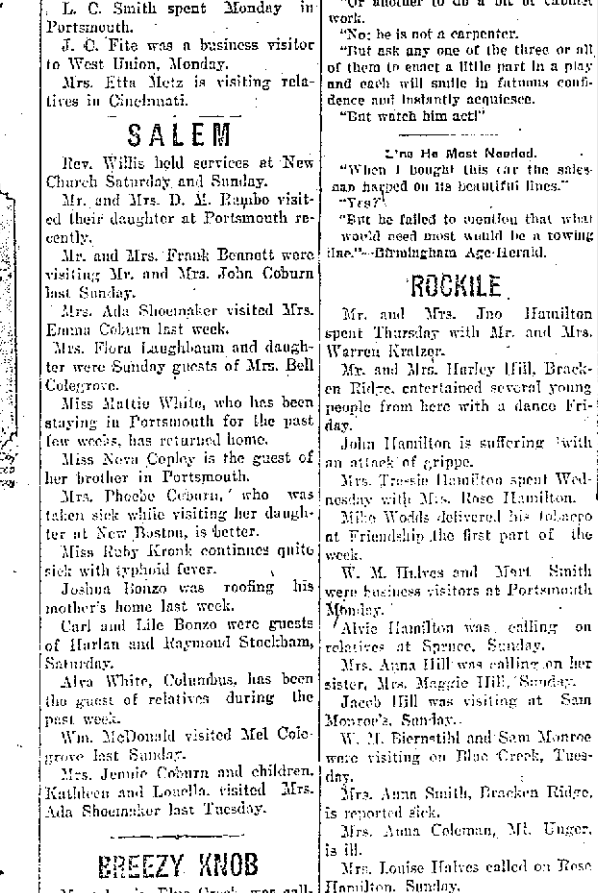 L. C. Smith spent Monday in
Portsmouth.
J. C. Fite was a business visitor
to West Union, Monday.
Mrs. Etta Metz is visiting rela-
tives in Cincinnati.
SALEM
Rev. Willis held services at New
Church Saturday and Sunday.
Mr. and Mrs. D. M. Rambo visit-
ed their daughter at Portsmouth re-
cently.
Mr. and Mrs. Frank Bennett were
visiting Mr. and Mrs. John Coburn
last Sunday.
Mrs. Ada Shoemaker visited Mrs.
Emma Coburn last week.
Mrs. Flora Laughbaum and daugh-
ter were Sunday guests of Mrs. Bell
Colegrove.
Miss Mattie White, who has been
staying in Portsmouth for the past
few weeks, has returned home.
Miss Neva Copley is the guest of
her brother in Portsmouth.
Mrs. Phoebe Coburn, who was
taken sick while visiting her daugh-
ter at New Boston, is better.
Miss Ruby Kronk continues quite
sick with typhoid fever.
Joshua Bonzo was roofing his
mother's home last week.
Carl and Lile Bonzo were guests
of Harlan and Raymond Stockham,
Saturday.
Alva White, Columbus, has been
the guest of relatives during the
past week.
Wm. McDonald visited Mel Cole-
grove last Sunday.
Mrs. Jennie Coburn and children,
Kathleen and Louella, visited Mrs.
Ada Shoemaker last Tuesday.
BREEZY KNOB
Blue Creek was call-
"Or another to do a bit of cabinet
work.
"No; he is not a carpenter.
"But ask any one of the three or all
of them to enact a little part in a play
and each will smile in fatuous confi-
dence and instantly acquiesce.
"But watch him act!"
Line He Most Needed.
"When I bought this car the sales-
man harped on its beautiful lines."
"Yes?"
"But he failed to mention that what
would need most would be a towing
line."—Birmingham Age-Herald.
ROCKILE
Mr. and Mrs. Jno Hamilton
spent Thursday with Mr. and Mrs.
Warren Kratzer.
Mr. and Mrs. Harley Hill, Brack-
en Ridge, entertained several young
people from here with a dance Fri-
day.
John Hamilton is suffering with
an attack of grippe.
Mrs. Tressie Hamilton spent Wed-
nesday with Mrs. Rose Hamilton.
Mike Wodds delivered his tobacco
at Friendship the first part of the
week.
W. M. Halves and Mart Smith
were business visitors at Portsmouth
Monday.
Alvie Hamilton was calling on
relatives at Spruce, Sunday.
Mrs. Anna Hill was calling on her
sister, Mrs. Maggie Hill, Sunday.
Jacob Hill was visiting at Sam
Monroe's, Sunday.
W. M. Biernstihl and Sam Monroe
were visiting on Blue Creek, Tues-
day.
Mrs. Anna Smith, Bracken Ridge,
is reported sick.
Mrs. Anna Coleman, Mt. Unger,
is ill.
Mrs. Louise Halves called on Rose
Hamilton, Sunday.